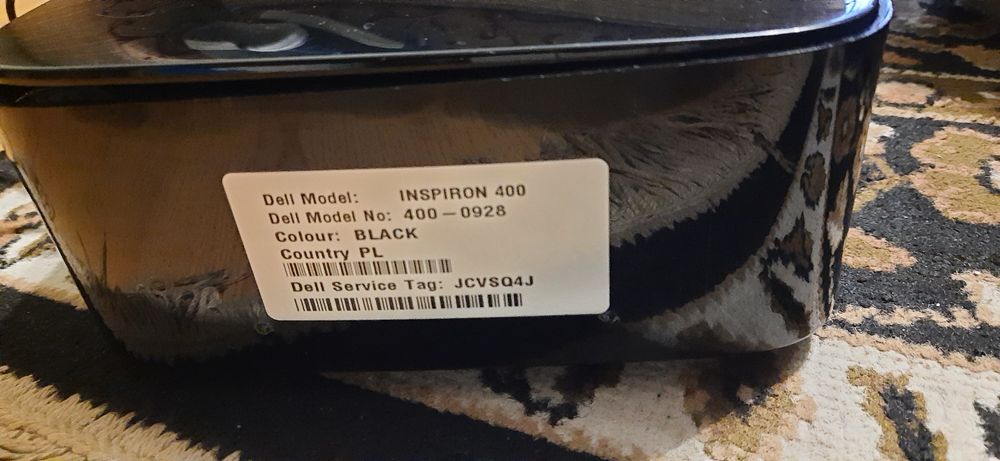 Dell Model: INSPIRON 400
Dell Model No: 400-0928
Colour: BLACK
Country PL
Dell Service Tag: JCVSQ4J